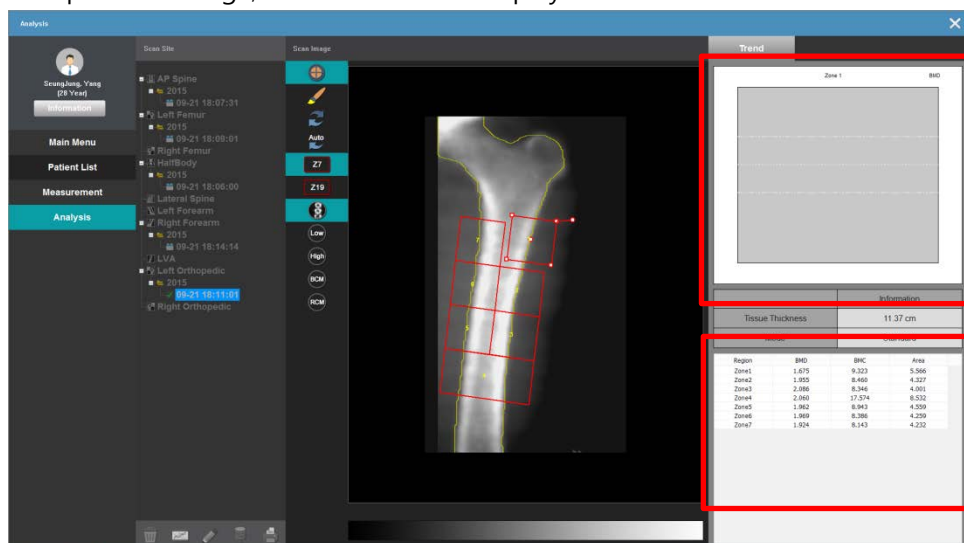 Analysis
Scan Site
Scan Image
Trend
SeungJung, Yang
(28 Year)
Information
Main Menu
Patient List
Measurement
Analysis
AP Spine
2015
09-21 18:07:31
Left Femur
2015
09-21 18:09:01
Right Femur
HalfBody
2015
09-21 18:06:00
Lateral Spine
Left Forearm
Right Forearm
2015
09-21 18:14:14
LVA
Left Orthopedic
2015
09-21 18:11:01
Right Orthopedic
Auto
Z7
Z19
Low
High
BCM
RCM
7
5
Zone 1 BMD
Information
Tissue Thickness 11.37 cm
Region BMD BMC Area
Zone1 1.675 9.323 5.566
Zone2 1.955 8.460 4.327
Zone3 2.086 8.346 4.001
Zone4 2.060 17.574 8.532
Zone5 1.962 8.943 4.559
Zone6 1.969 8.386 4.259
Zone7 1.924 8.143 4.232